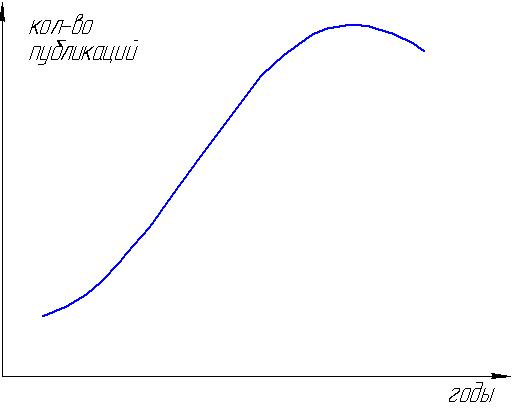 кол-во
публикаций
годы